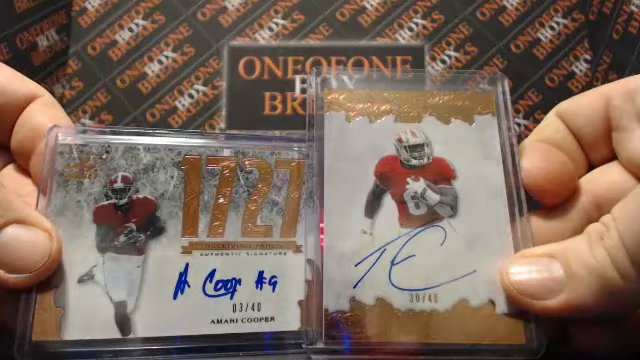 ONEOFONE
BOX
BREAKS
1727
RECEIVING YARDS
AUTHENTIC SIGNATURE
A Coop #9
03/40
AMARI COOPER
30/40